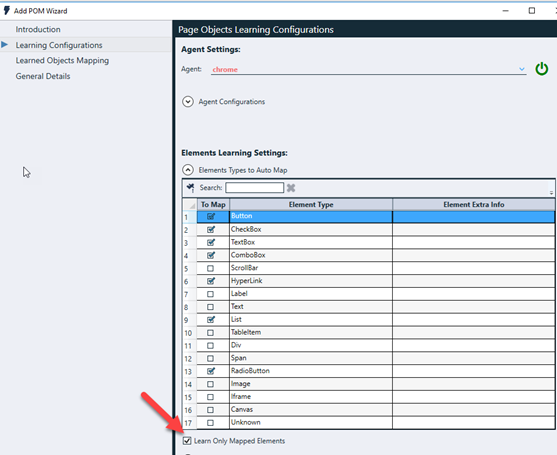 Add POM Wizard
Introduction
Learning Configurations
Learned Objects Mapping
General Details
Page Objects Learning Configurations
Agent Settings:
Agent: chrome
Agent Configurations
Elements Learning Settings:
Elements Types to Auto Map
Search:
To Map Element Type Element Extra Info
1 Button
2 CheckBox
3 TextBox
4 ComboBox
5 ScrollBar
6 HyperLink
7 Label
8 Text
9 List
10 TableItem
11 Div
12 Span
13 RadioButton
14 Image
15 Iframe
16 Canvas
17 Unknown
Learn Only Mapped Elements